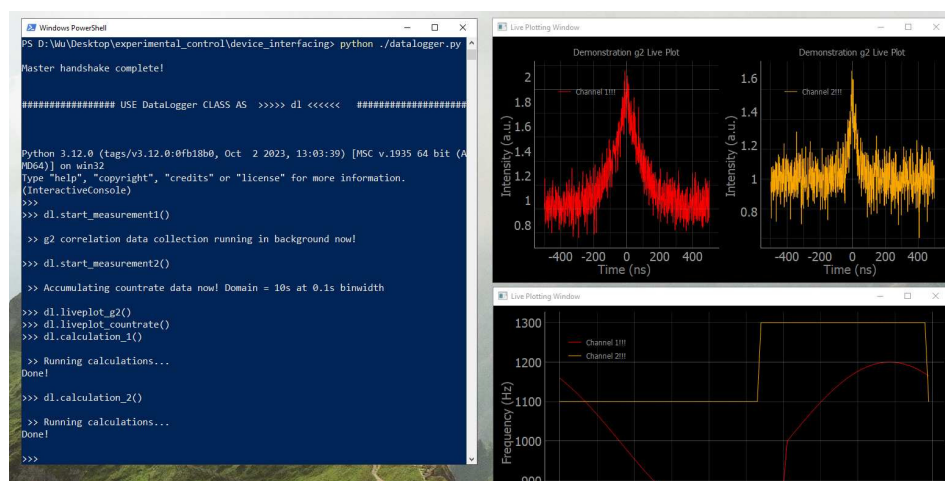 Windows PowerShell
PS D:\Wu\Desktop\experimental_control\device_interfacing> python ./datalogger.py
Master handshake complete!
################# USE DataLogger CLASS AS >>>>> dl <<<<<< ####################
Python 3.12.0 (tags/v3.12.0:0fb18b0, Oct 2 2023, 13:03:39) [MSC v.1935 64 bit (A
MD64)] on win32
Type "help", "copyright", "credits" or "license" for more information.
(InteractiveConsole)
>>>
>>> dl.start_measurement1()
>> g2 correlation data collection running in background now!
>>> dl.start_measurement2()
>> Accumulating countrate data now! Domain = 10s at 0.1s binwidth
>>> dl.liveplot_g2()
>>> dl.liveplot_countrate()
>>> dl.calculation_1()
>> Running calculations...
Done!
>>> dl.calculation_2()
>> Running calculations...
Done!
>>>
Live Plotting Window
Demonstration g2 Live Plot
Channel 1!!!
Intensity (a.u.)
2
1.8
1.6
1.4
1.2
1
0.8
-400 -200 0 200 400
Time (ns)
Demonstration g2 Live Plot
Channel 2!!!
Intensity (a.u.)
1.6
1.4
1.2
1
0.8
-400 -200 0 200 400
Time (ns)
Live Plotting Window
Channel 1!!!
Channel 2!!!
Frequency (Hz)
1300
1200
1100
1000
900